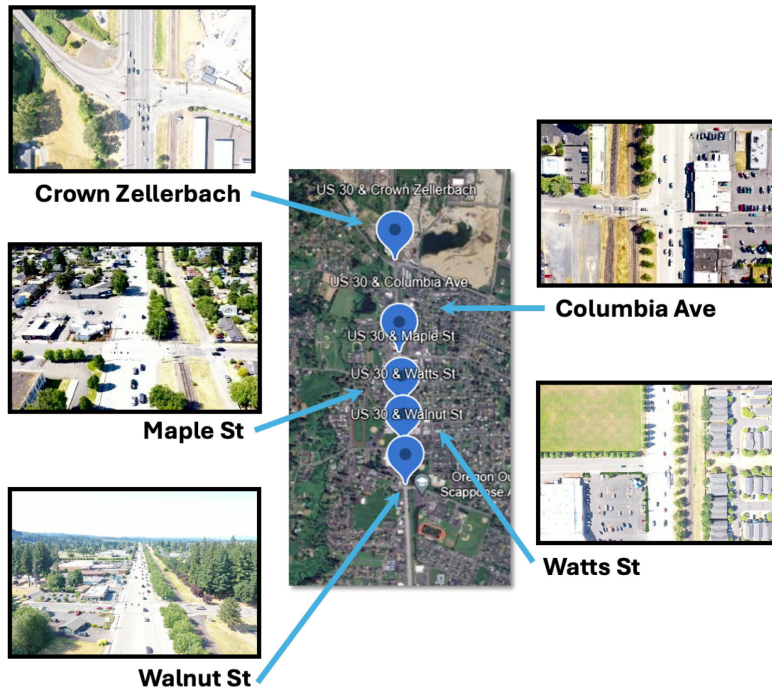 Crown Zellerbach
US 30 & Crown Zellerbach
US 30 & Columbia Ave
Columbia Ave
US 30 & Maple St
US 30 & Watts St
Maple St
US 30 & Walnut St
Oregon Ou
Scappoose A
Watts St
Walnut St